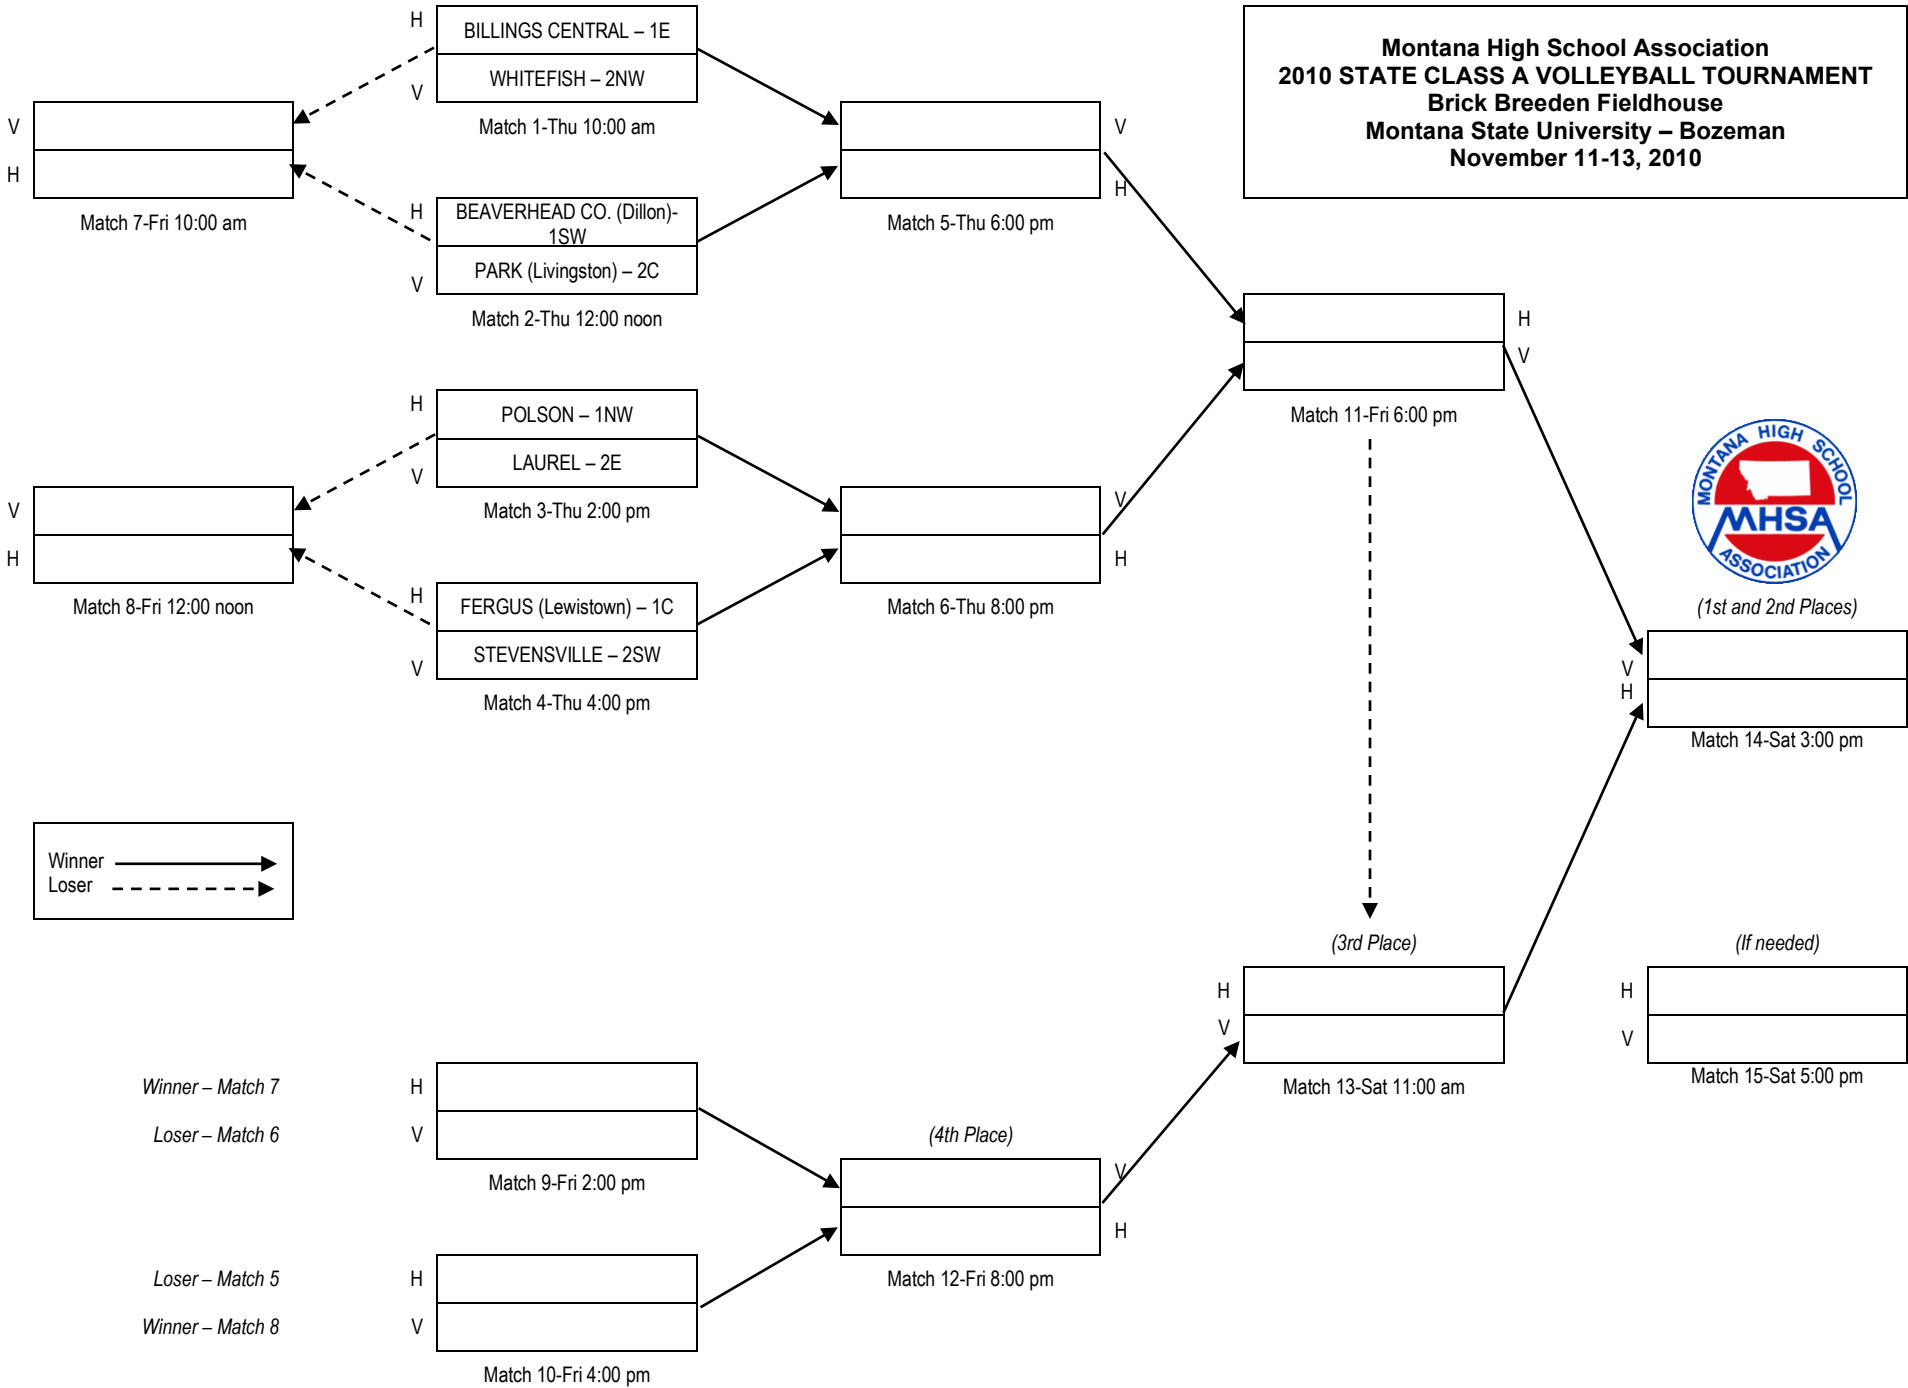 Montana High School Association
2010 STATE CLASS A VOLLEYBALL TOURNAMENT
Brick Breeden Fieldhouse
Montana State University – Bozeman
November 11-13, 2010
H
BILLINGS CENTRAL – 1E
V
WHITEFISH – 2NW
Match 1-Thu 10:00 am
V
H
Match 7-Fri 10:00 am
H
BEAVERHEAD CO. (Dillon)-
1SW
V
PARK (Livingston) – 2C
Match 2-Thu 12:00 noon
V
H
Match 5-Thu 6:00 pm
H
POLSON – 1NW
V
LAUREL – 2E
Match 3-Thu 2:00 pm
V
H
Match 8-Fri 12:00 noon
H
FERGUS (Lewistown) – 1C
V
STEVENSVILLE – 2SW
Match 4-Thu 4:00 pm
V
H
Match 6-Thu 8:00 pm
H
V
Match 11-Fri 6:00 pm
MONTANA HIGH SCHOOL
MHSA
ASSOCIATION
(1st and 2nd Places)
V
H
Match 14-Sat 3:00 pm
Winner
Loser
(3rd Place)
H
V
Match 13-Sat 11:00 am
(If needed)
H
V
Match 15-Sat 5:00 pm
Winner – Match 7
H
Loser – Match 6
V
Match 9-Fri 2:00 pm
(4th Place)
V
H
Match 12-Fri 8:00 pm
Loser – Match 5
H
Winner – Match 8
V
Match 10-Fri 4:00 pm